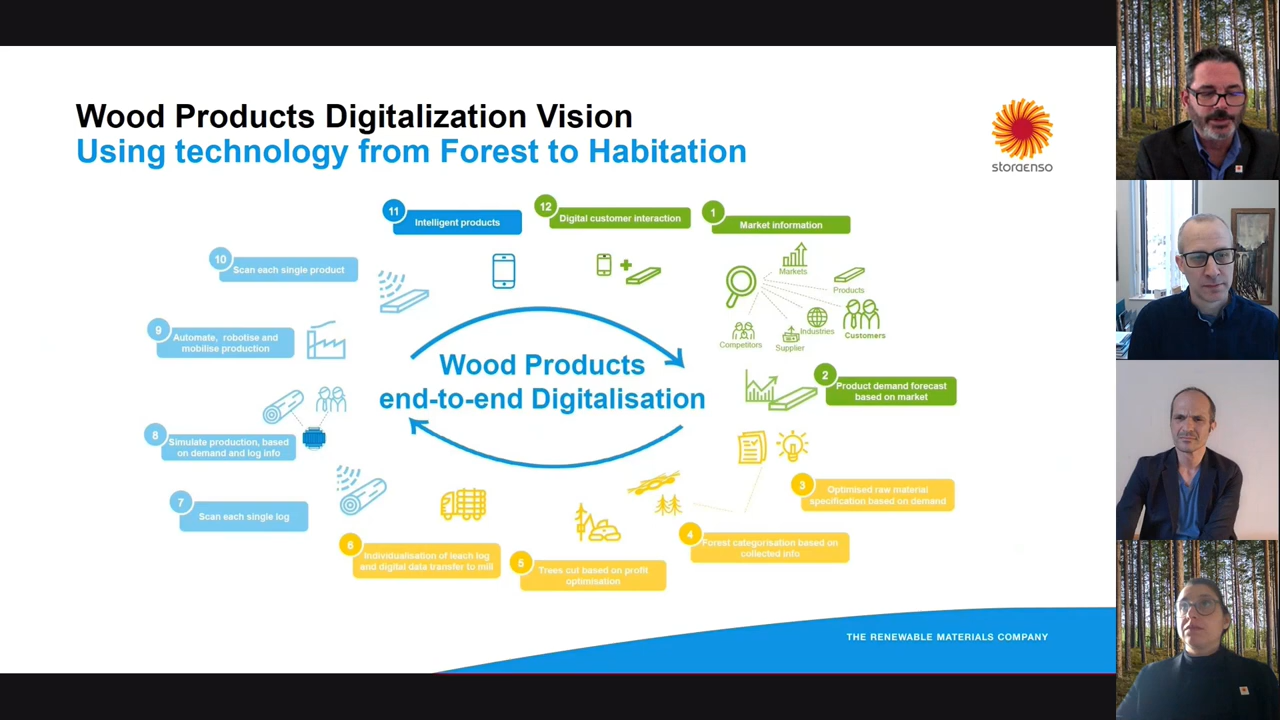 Wood Products Digitalization Vision
Using technology from Forest to Habitation
storaenso
11
Intelligent products
12
Digital customer interaction
1
Market information
Markets
Products
Customers
Industries
Supplier
Competitors
2
Product demand forecast
based on market
3
Optimised raw material
specification based on demand
4
Forest categorisation based on
collected info
5
Trees cut based on profit
optimisation
6
Individualisation of leach log
and digital data transfer to mill
7
Scan each single log
8
Simulate production, based
on demand and log info
9
Automate, robotise and
mobilise production
10
Scan each single product
Wood Products
end-to-end Digitalisation
THE RENEWABLE MATERIALS COMPANY